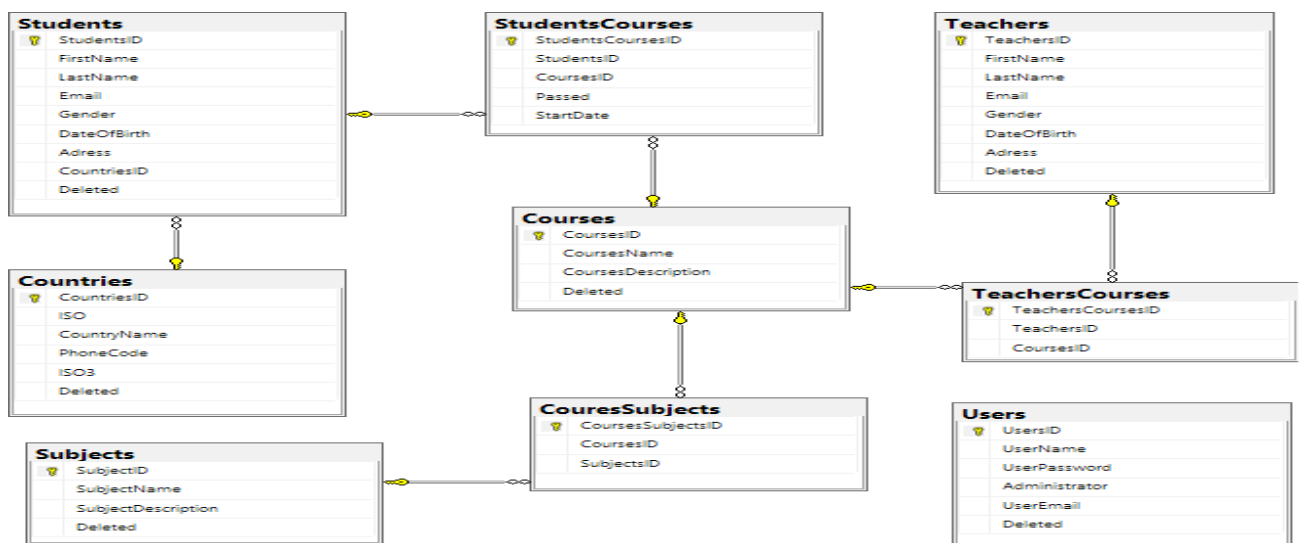 Students
StudentsID
FirstName
LastName
Email
Gender
DateOfBirth
Adress
CountriesID
Deleted
StudentsCourses
StudentsCoursesID
StudentsID
CoursesID
Passed
StartDate
Teachers
TeachersID
FirstName
LastName
Email
Gender
DateOfBirth
Adress
Deleted
Courses
CoursesID
CoursesName
CoursesDescription
Deleted
Countries
CountriesID
ISO
CountryName
PhoneCode
ISO3
Deleted
TeachersCourses
TeachersCoursesID
TeachersID
CoursesID
CouresSubjects
CoursesSubjectsID
CoursesID
SubjectsID
Users
UsersID
UserName
UserPassword
Administrator
UserEmail
Deleted
Subjects
SubjectID
SubjectName
SubjectDescription
Deleted